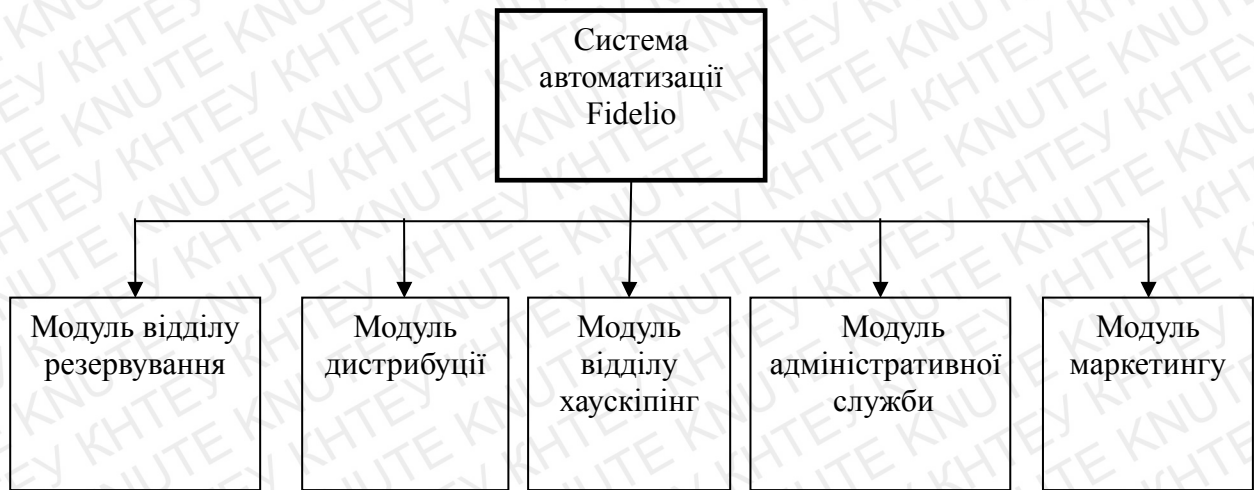 Система
автоматизації
Fidelio
Модуль відділу
резервування
Модуль
дистрибуції
Модуль
відділу
хаускіпінг
Модуль
адміністративної
служби
Модуль
маркетингу